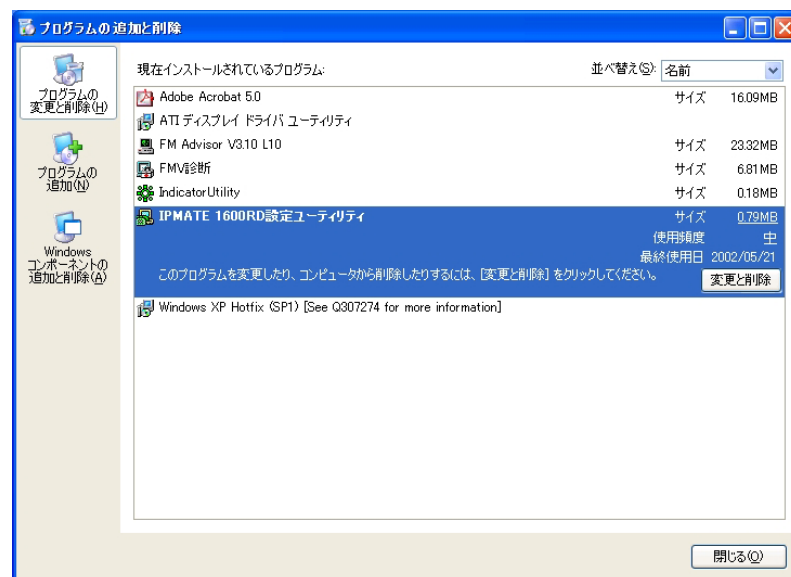 プログラムの追加と削除
プログラムの
変更と削除(H)
プログラムの
追加(N)
Windows
コンポーネントの
追加と削除(A)
現在インストールされているプログラム:
並べ替え(S): 名前
Adobe Acrobat 5.0 サイズ 16.09MB
ATI ディスプレイ ドライバ ユーティリティ
FM Advisor V3.10 L10 サイズ 23.32MB
FMV診断 サイズ 6.81MB
IndicatorUtility サイズ 0.18MB
IPMATE 1600RD設定ユーティリティ サイズ 0.79MB
使用頻度 中
最終使用日 2002/05/21
このプログラムを変更したり、コンピュータから削除したりするには、[変更と削除] をクリックしてください。 変更と削除
Windows XP Hotfix (SP1) [See Q307274 for more information]
閉じる(O)